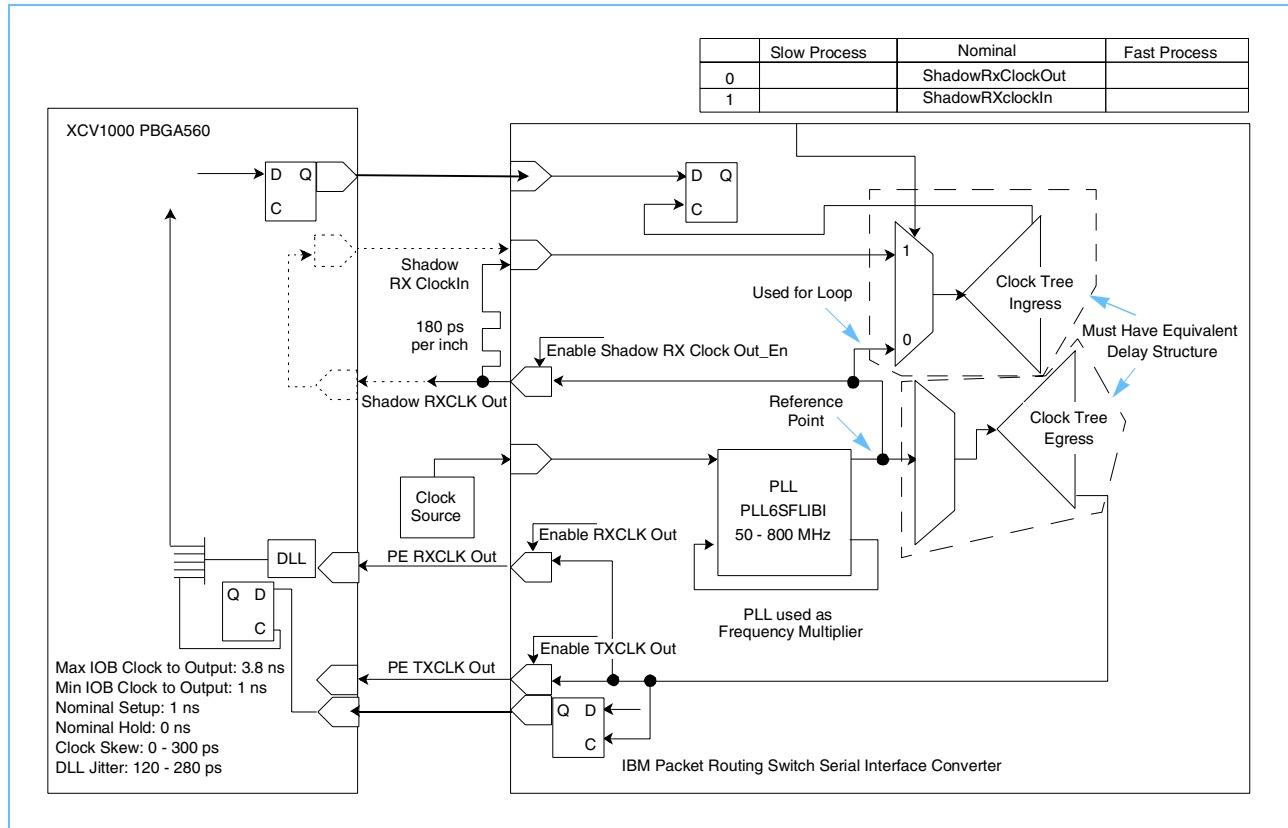 Slow Process Nominal Fast Process
0 ShadowRxClockOut
1 ShadowRXclockIn
XCV1000 PBGA560
D Q
C
D Q
C
Shadow
RX ClockIn
1
Clock Tree
Ingress
Used for Loop
180 ps
per inch
0
Must Have Equivalent
Delay Structure
Enable Shadow RX Clock Out_En
Shadow RXCLK Out
Reference
Point
Clock Tree
Egress
Clock
Source
PLL
PLL6SFLIBI
50 - 800 MHz
Enable RXCLK Out
DLL
PE RXCLK Out
Q D
C
PLL used as
Frequency Multiplier
Enable TXCLK Out
PE TXCLK Out
Max IOB Clock to Output: 3.8 ns
Min IOB Clock to Output: 1 ns
Nominal Setup: 1 ns
Nominal Hold: 0 ns
Clock Skew: 0 - 300 ps
DLL Jitter: 120 - 280 ps
Q D
C
IBM Packet Routing Switch Serial Interface Converter